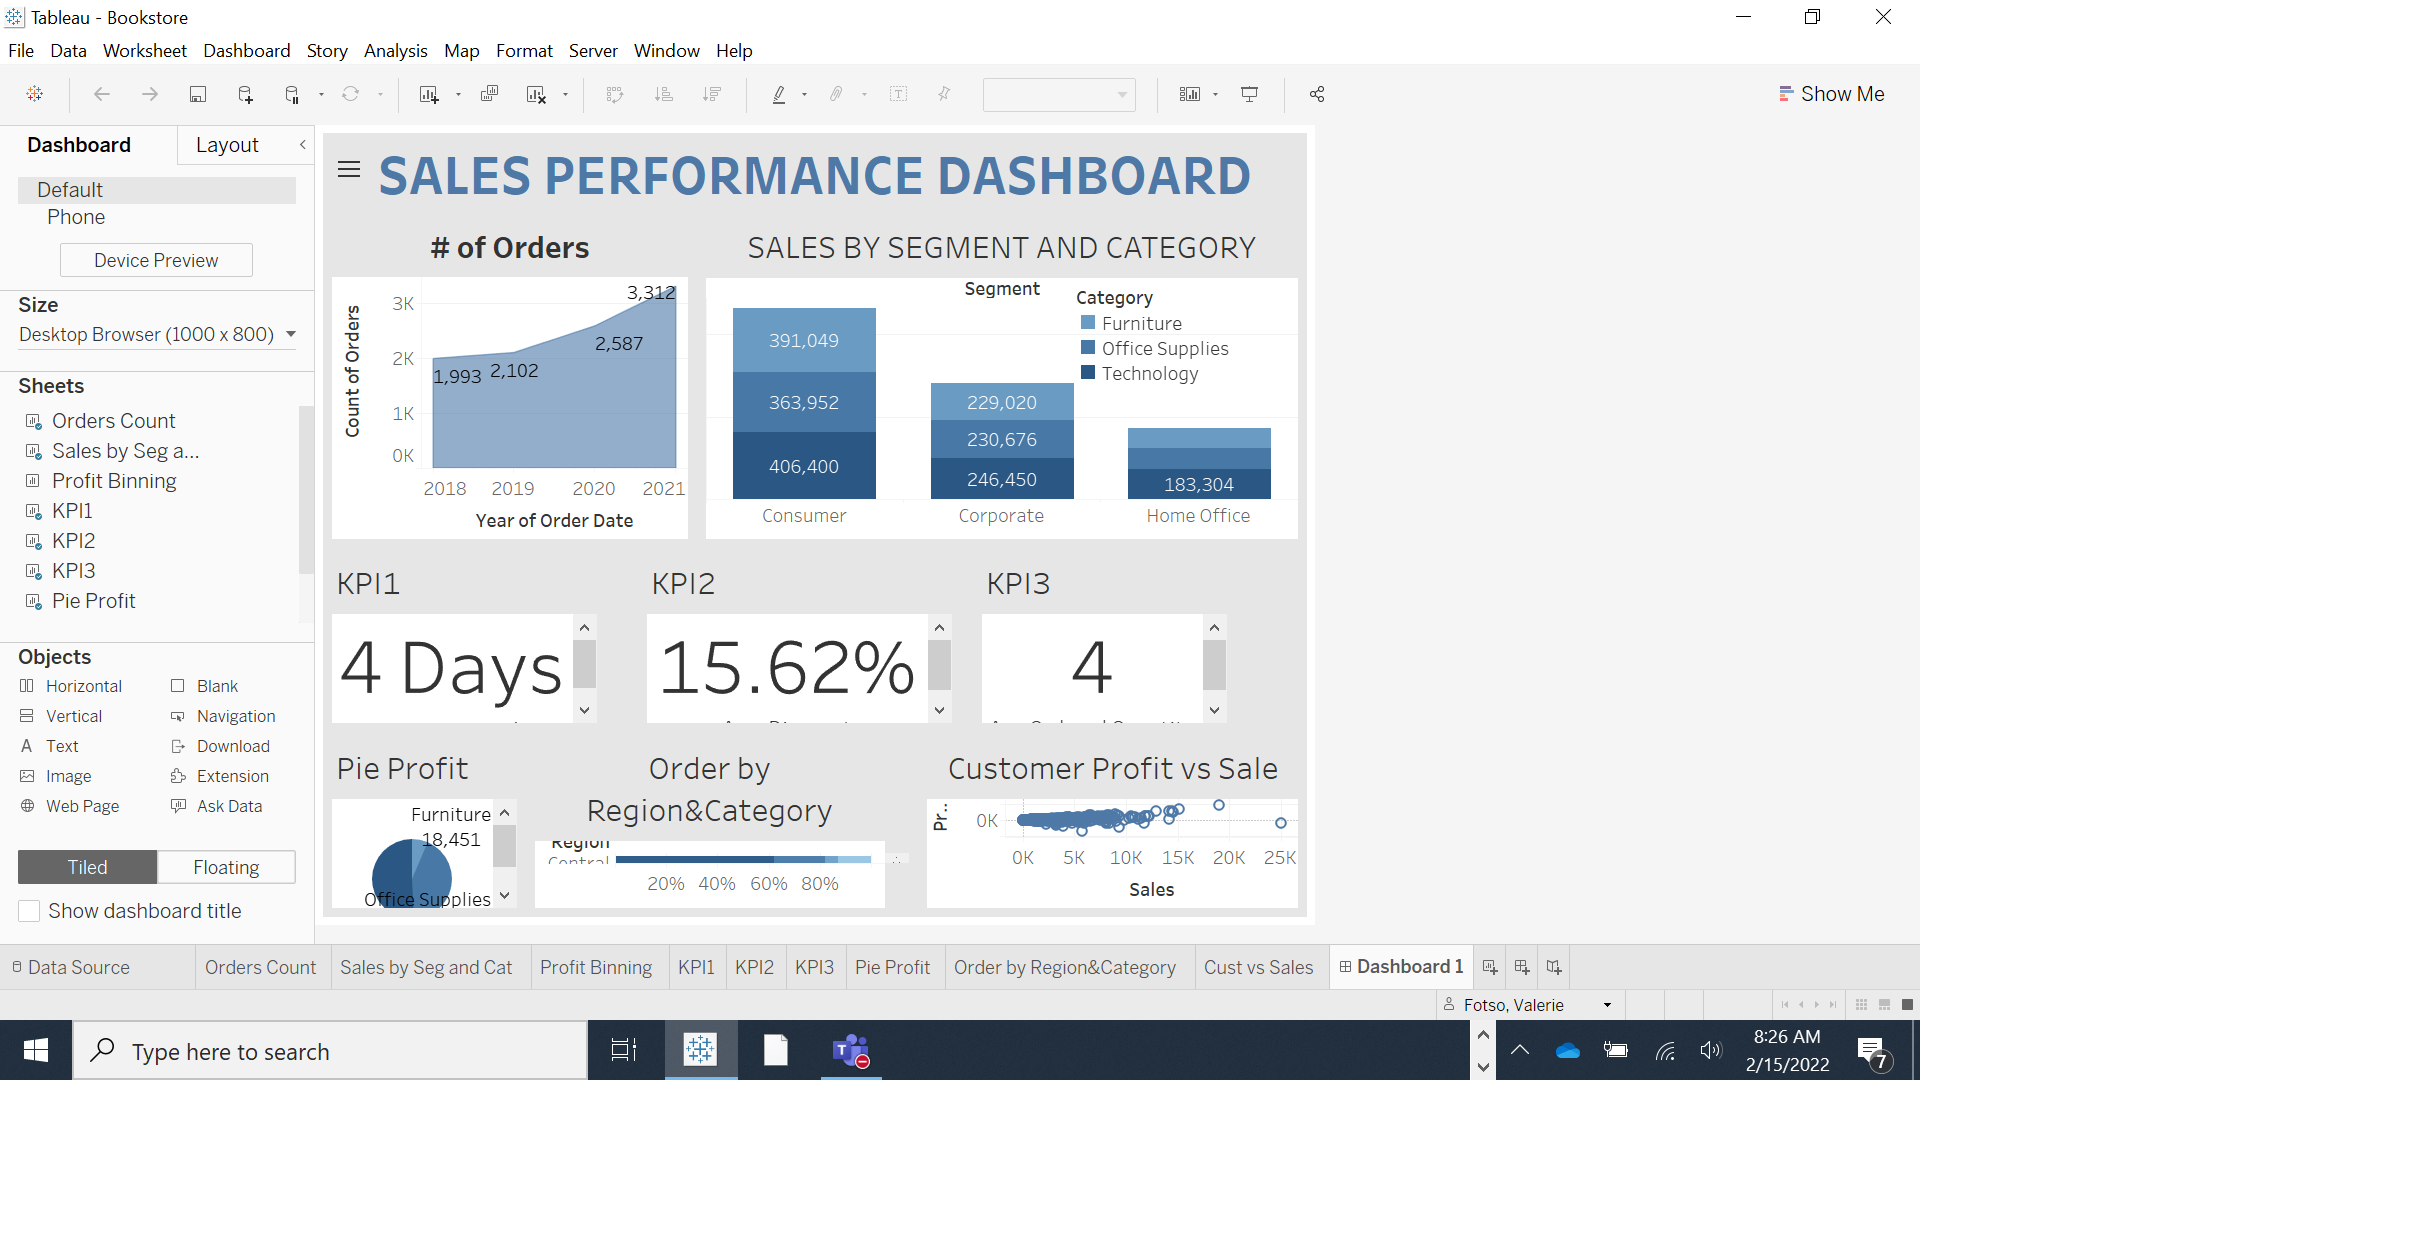 Tableau - Bookstore
File Data Worksheet Dashboard Story Analysis Map Format Server Window Help
Show Me
Dashboard Layout
Default
Phone
Device Preview
Size
Desktop Browser (1000 x 800)
Sheets
Orders Count
Sales by Seg a...
Profit Binning
KPI1
KPI2
KPI3
Pie Profit
Objects
Horizontal Blank
Vertical Navigation
Text Download
Image Extension
Web Page Ask Data
Tiled Floating
Show dashboard title
SALES PERFORMANCE DASHBOARD
# of Orders
Count of Orders
3K
2K
1K
0K
1,993
2,102
2,587
3,312
2018 2019 2020 2021
Year of Order Date
SALES BY SEGMENT AND CATEGORY
Segment
Category
Furniture
Office Supplies
Technology
391,049
363,952
406,400
229,020
230,676
246,450
183,304
Consumer Corporate Home Office
KPI1
4 Days
KPI2
15.62%
KPI3
4
Pie Profit
Furniture
18,451
Office Supplies
Order by
Region&Category
Region
Central
20% 40% 60% 80%
Customer Profit vs Sale
Pr..
0K
0K 5K 10K 15K 20K 25K
Sales
Data Source Orders Count Sales by Seg and Cat Profit Binning KPI1 KPI2 KPI3 Pie Profit Order by Region&Category Cust vs Sales Dashboard 1
Fotso, Valerie
Type here to search
8:26 AM
2/15/2022
7